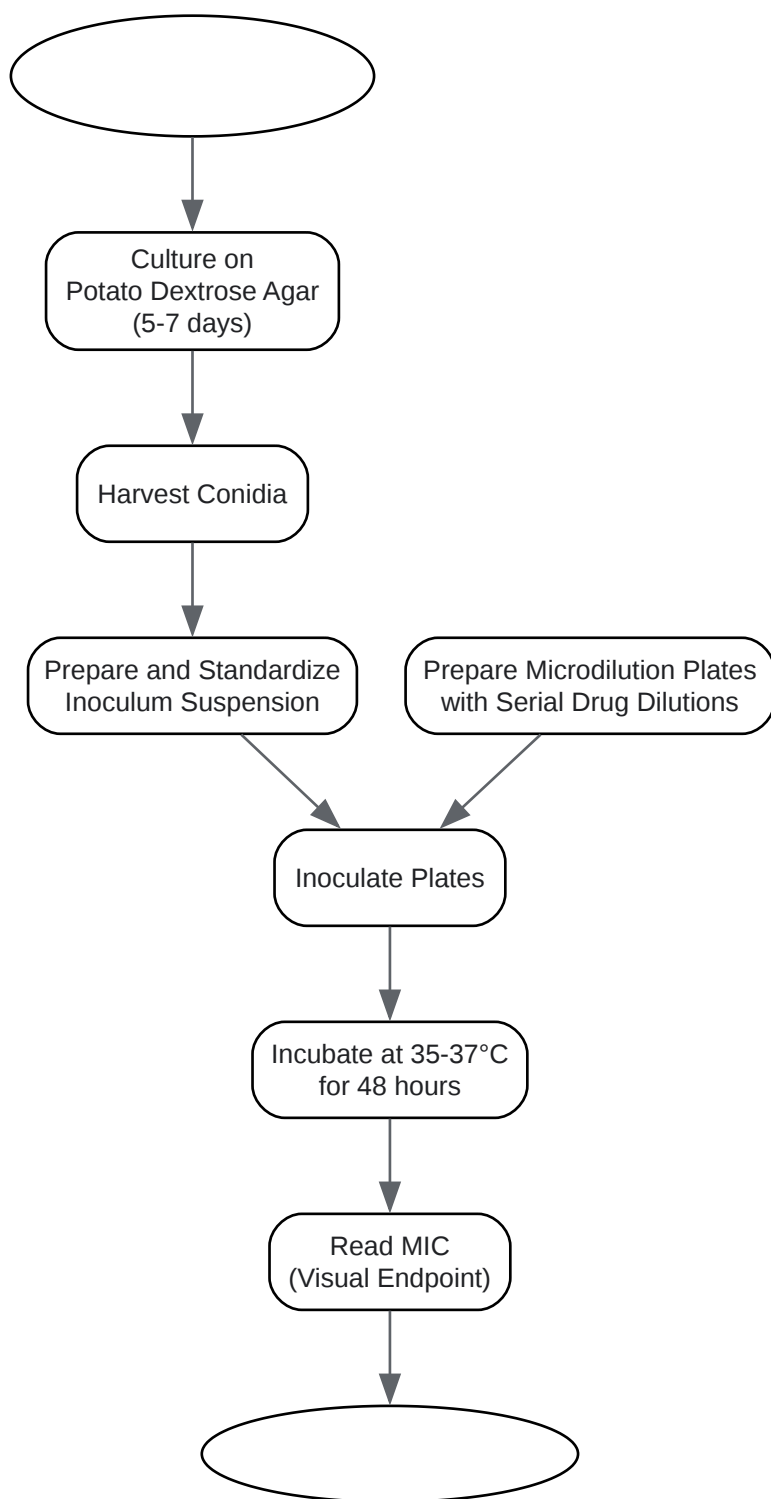 Culture on
Potato Dextrose Agar
(5-7 days)
Harvest Conidia
Prepare and Standardize
Inoculum Suspension
Prepare Microdilution Plates
with Serial Drug Dilutions
Inoculate Plates
Incubate at 35-37°C
for 48 hours
Read MIC
(Visual Endpoint)